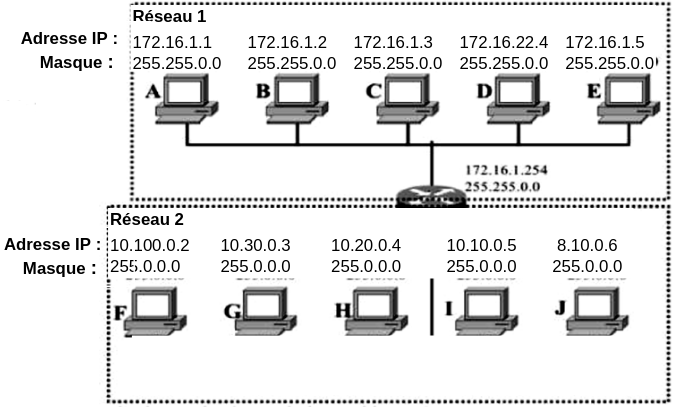 Réseau 1
Adresse IP : 172.16.1.1 172.16.1.2 172.16.1.3 172.16.22.4 172.16.1.5
Masque : 255.255.0.0 255.255.0.0 255.255.0.0 255.255.0.0 255.255.0.0
A B C D E
172.16.1.254
255.255.0.0
Réseau 2
Adresse IP : 10.100.0.2 10.30.0.3 10.20.0.4 10.10.0.5 8.10.0.6
Masque : 255.0.0.0 255.0.0.0 255.0.0.0 255.0.0.0 255.0.0.0
F G H I J